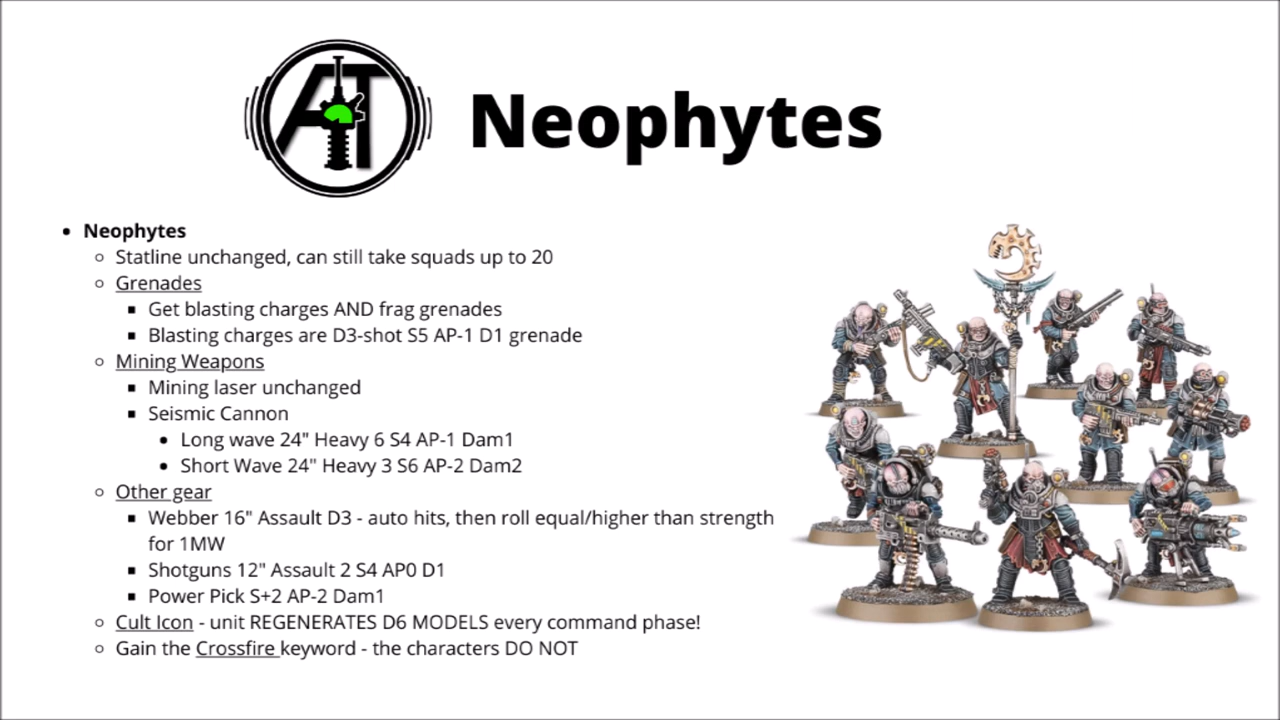 AT
Neophytes
• Neophytes
◦ Statline unchanged, can still take squads up to 20
◦ Grenades
▪ Get blasting charges AND frag grenades
▪ Blasting charges are D3-shot S5 AP-1 D1 grenade
◦ Mining Weapons
▪ Mining laser unchanged
▪ Seismic Cannon
• Long wave 24" Heavy 6 S4 AP-1 Dam1
• Short Wave 24" Heavy 3 S6 AP-2 Dam2
◦ Other gear
▪ Webber 16" Assault D3 - auto hits, then roll equal/higher than strength
for 1MW
▪ Shotguns 12" Assault 2 S4 AP0 D1
▪ Power Pick S+2 AP-2 Dam1
◦ Cult Icon - unit REGENERATES D6 MODELS every command phase!
◦ Gain the Crossfire keyword - the characters DO NOT